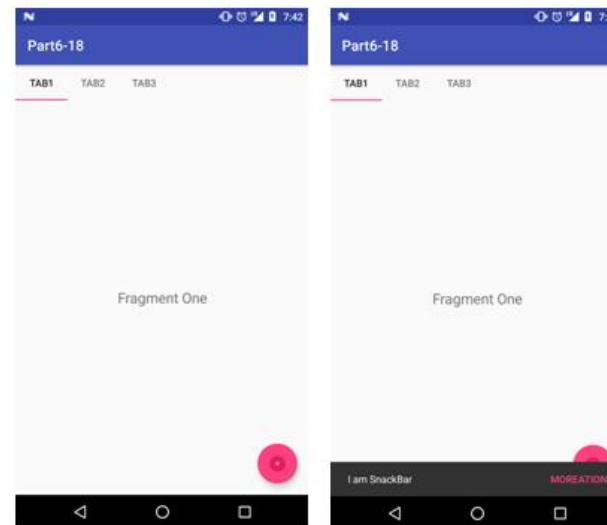 7:42
Part6-18
TAB1 TAB2 TAB3
Fragment One
Part6-18
TAB1 TAB2 TAB3
Fragment One
I am SnackBar MOREATION